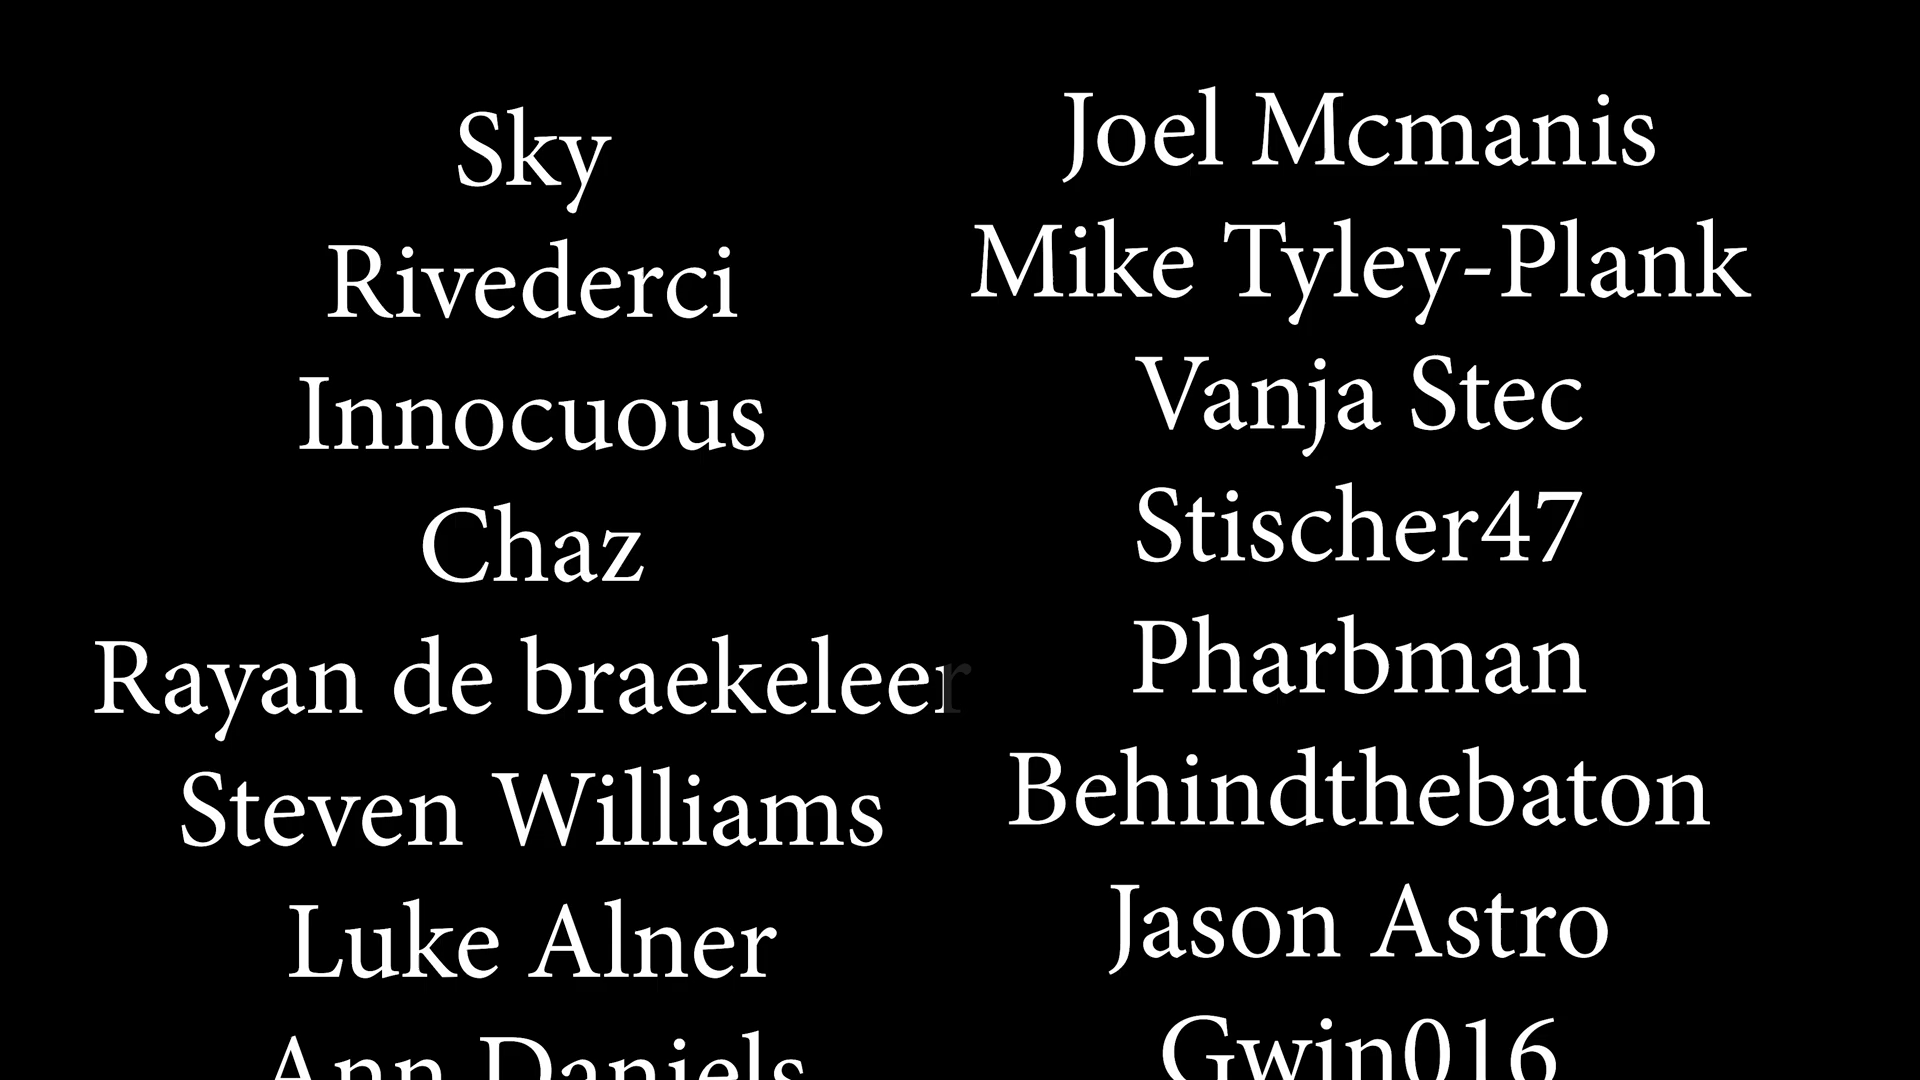 Sky
Rivederci
Innocuous
Chaz
Rayan de braekeleer
Steven Williams
Luke Alner
Ann Daniels
Joel Mcmanis
Mike Tyley-Plank
Vanja Stec
Stischer47
Pharbman
Behindthebaton
Jason Astro
Gwin016